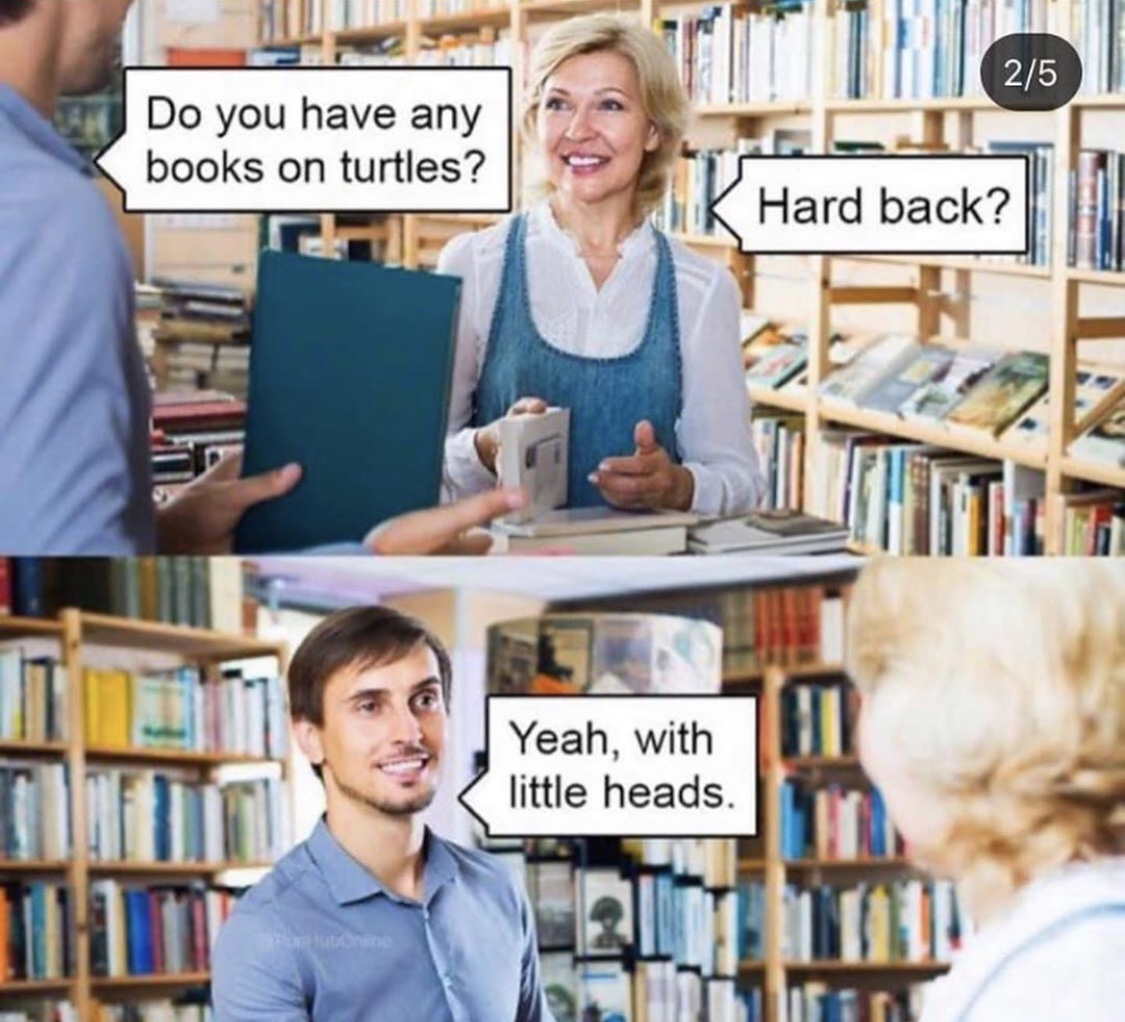 2/5
Do you have any
books on turtles?
Hard back?
Yeah, with
little heads.